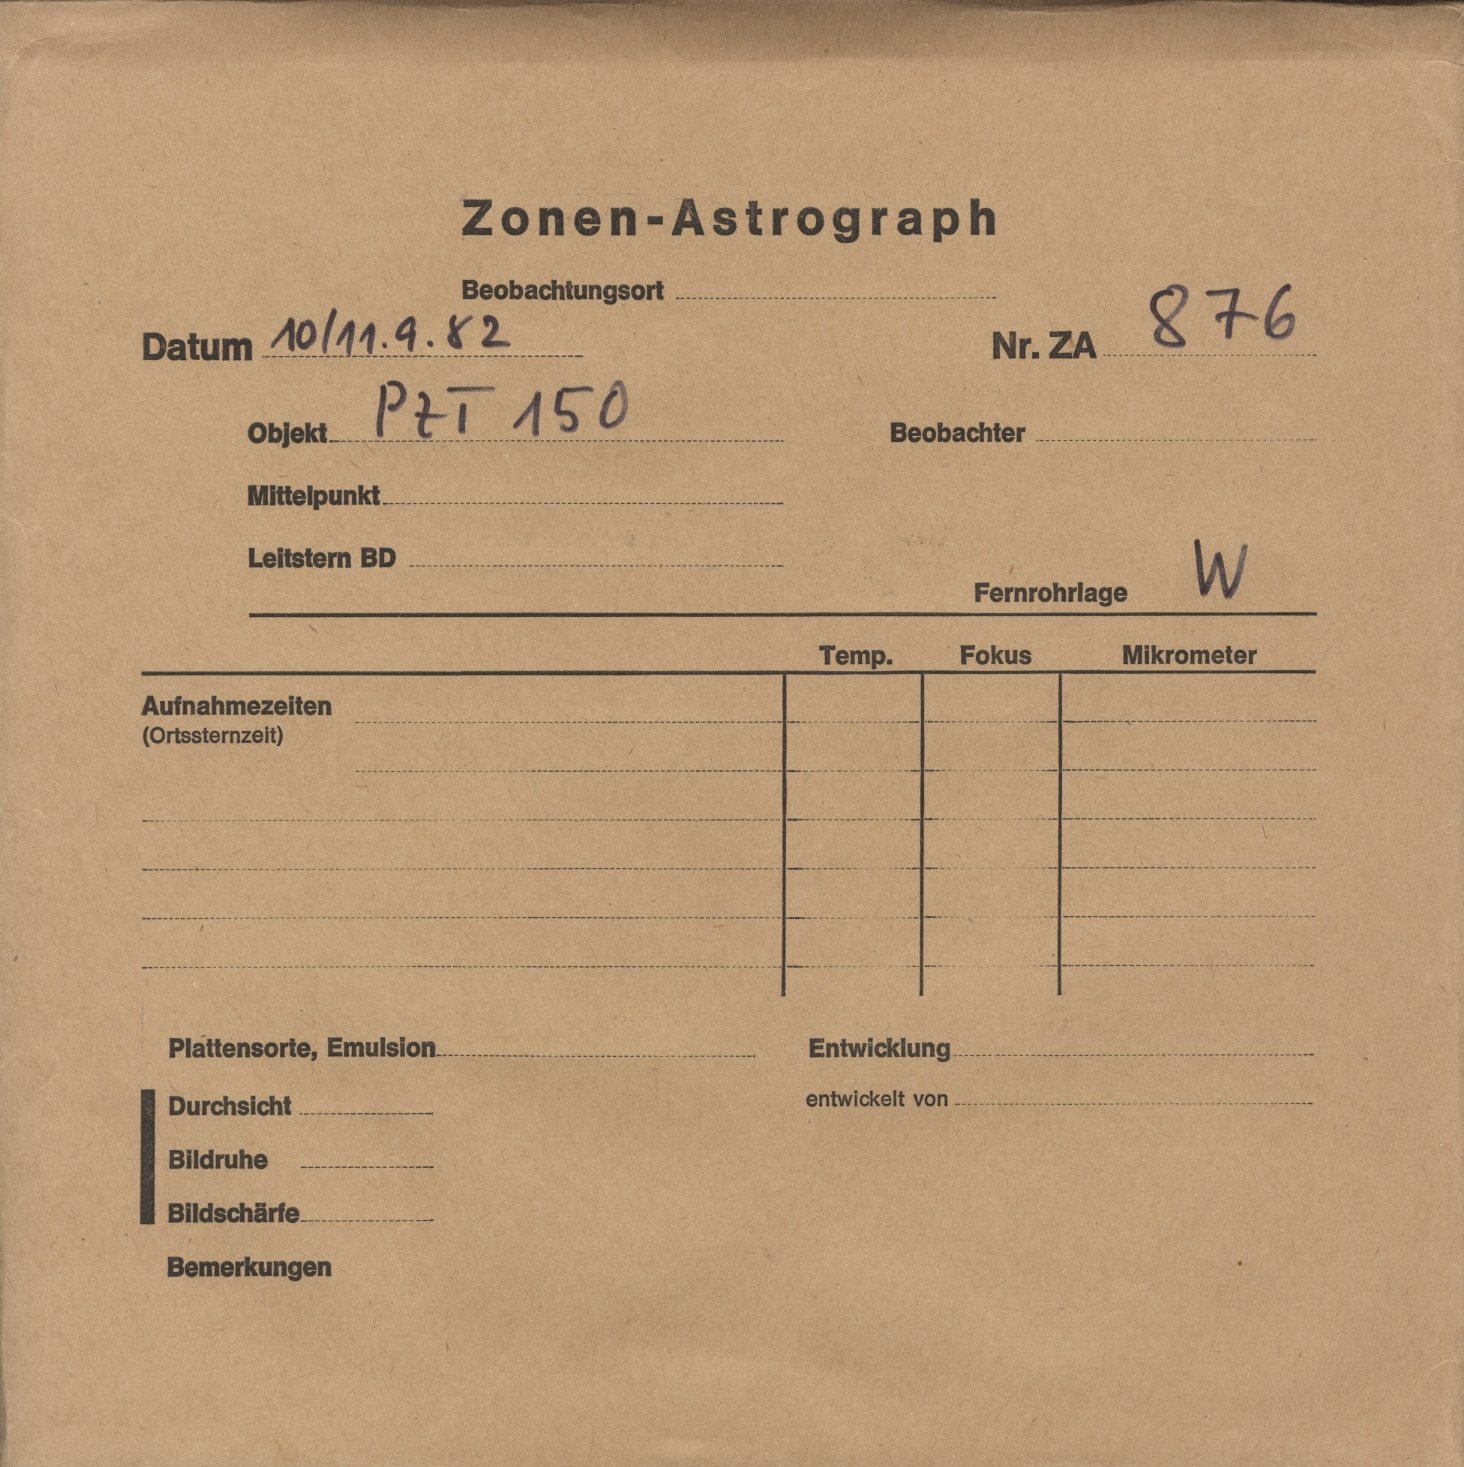 Zonen-Astrograph
Beobachtungsort
Datum 10/11.9.82
Nr. ZA 876
Objekt PZT 150
Beobachter
Mittelpunkt
Leitstern BD
Fernrohrlage W
Temp. Fokus Mikrometer
Aufnahmezeiten
(Ortssternzeit)
Plattensorte, Emulsion
Entwicklung
Durchsicht
entwickelt von
Bildruhe
Bildschärfe
Bemerkungen